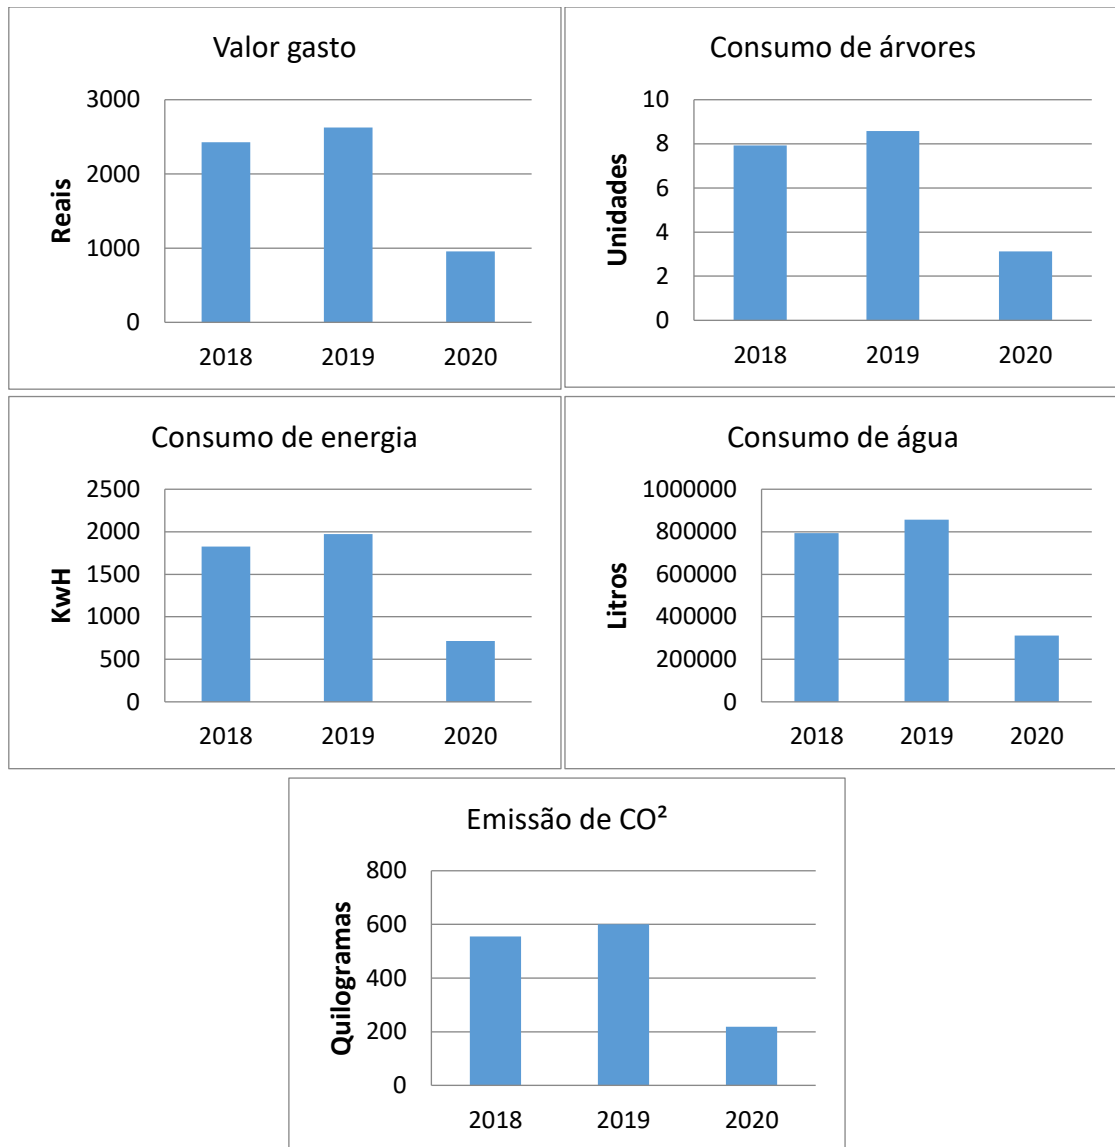 Valor gasto
Reais
3000
2000
1000
0
2018 2019 2020
Consumo de árvores
Unidades
10
8
6
4
2
0
2018 2019 2020
Consumo de energia
KwH
2500
2000
1500
1000
500
0
2018 2019 2020
Consumo de água
Litros
1000000
800000
600000
400000
200000
0
2018 2019 2020
Emissão de CO²
Quilogramas
800
600
400
200
0
2018 2019 2020